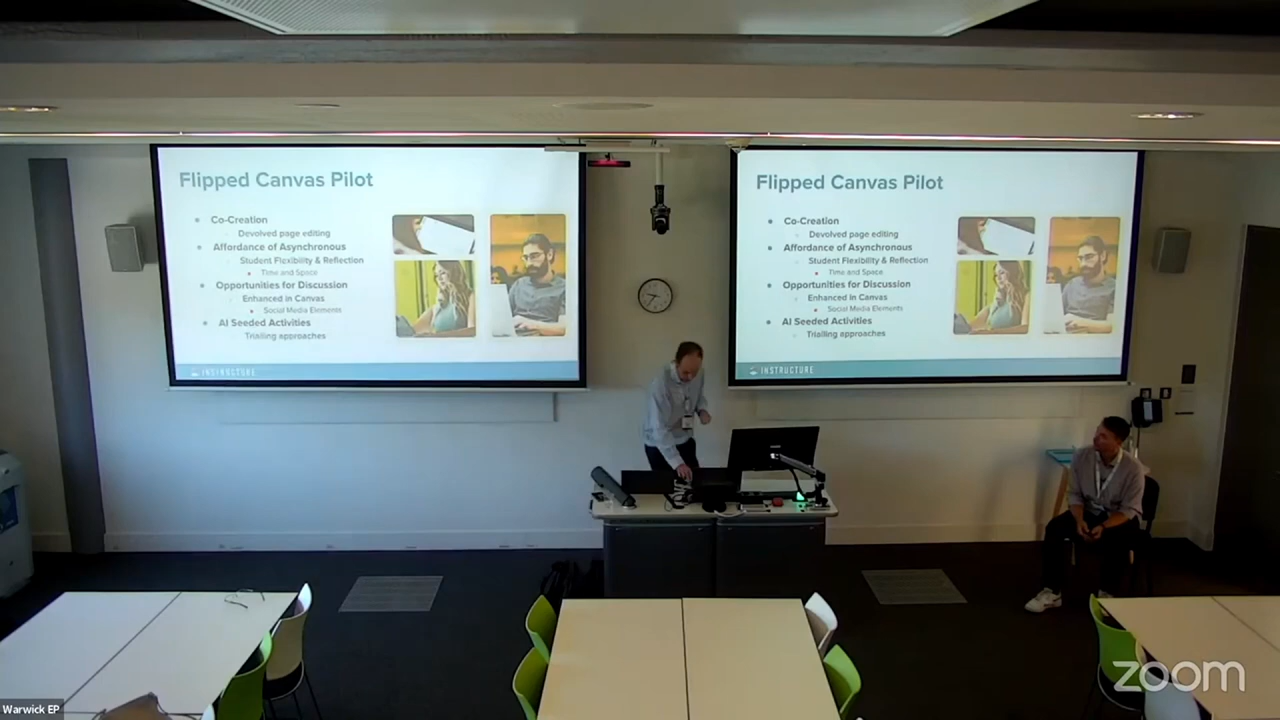 Flipped Canvas Pilot
Co-Creation
Devolved page editing
Affordance of Asynchronous
Student Flexibility & Reflection
Time and Space
Opportunities for Discussion
Enhanced in Canvas
Social Media Elements
AI Seeded Activities
Trialling approaches
INSTRUCTURE
Flipped Canvas Pilot
Co-Creation
Devolved page editing
Affordance of Asynchronous
Student Flexibility & Reflection
Time and Space
Opportunities for Discussion
Enhanced in Canvas
Social Media Elements
AI Seeded Activities
Trialling approaches
INSTRUCTURE
zoom
Warwick EP